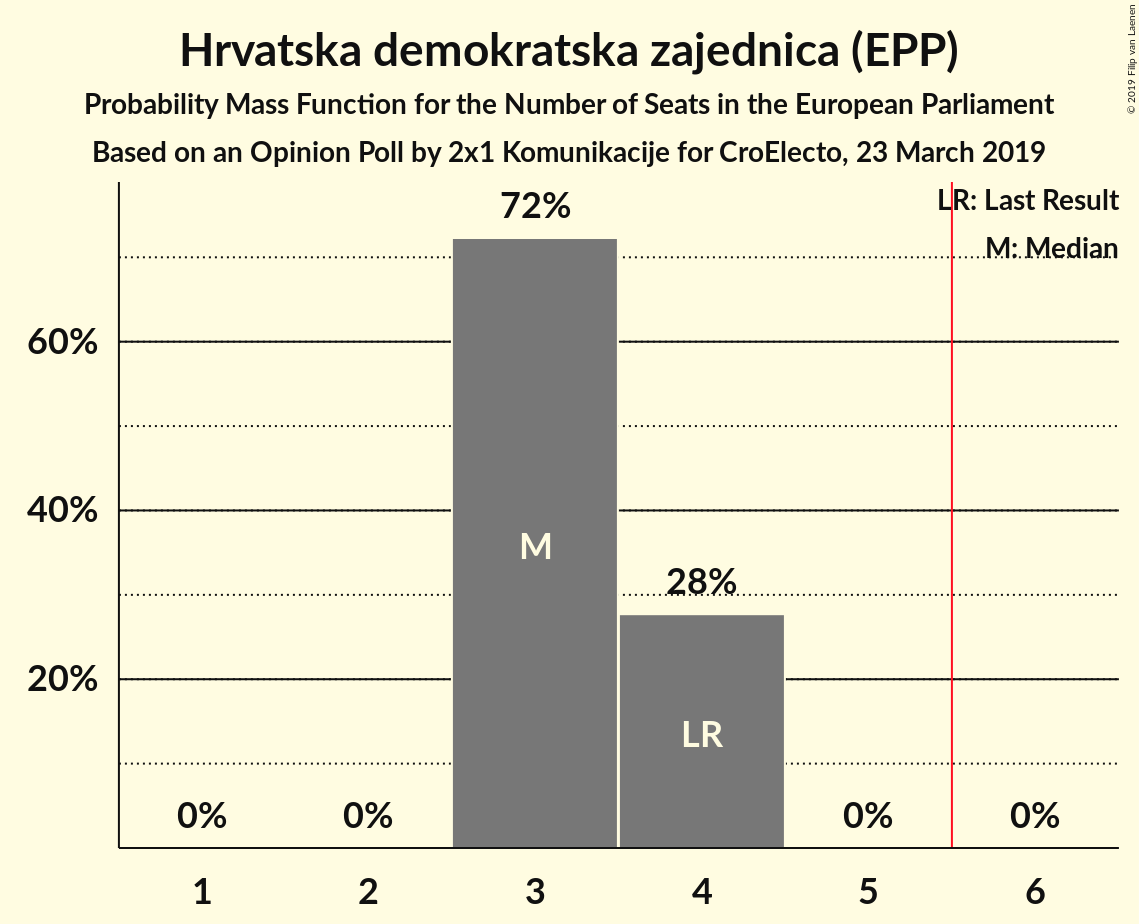 Hrvatska demokratska zajednica (EPP)
Probability Mass Function for the Number of Seats in the European Parliament
Based on an Opinion Poll by 2x1 Komunikacije for CroElecto, 23 March 2019
© 2019 Filip van Laenen
LR: Last Result
M: Median
72%
60%
40%
M
28%
20%
LR
0%
0%
0%
0%
1
2
3
4
5
6